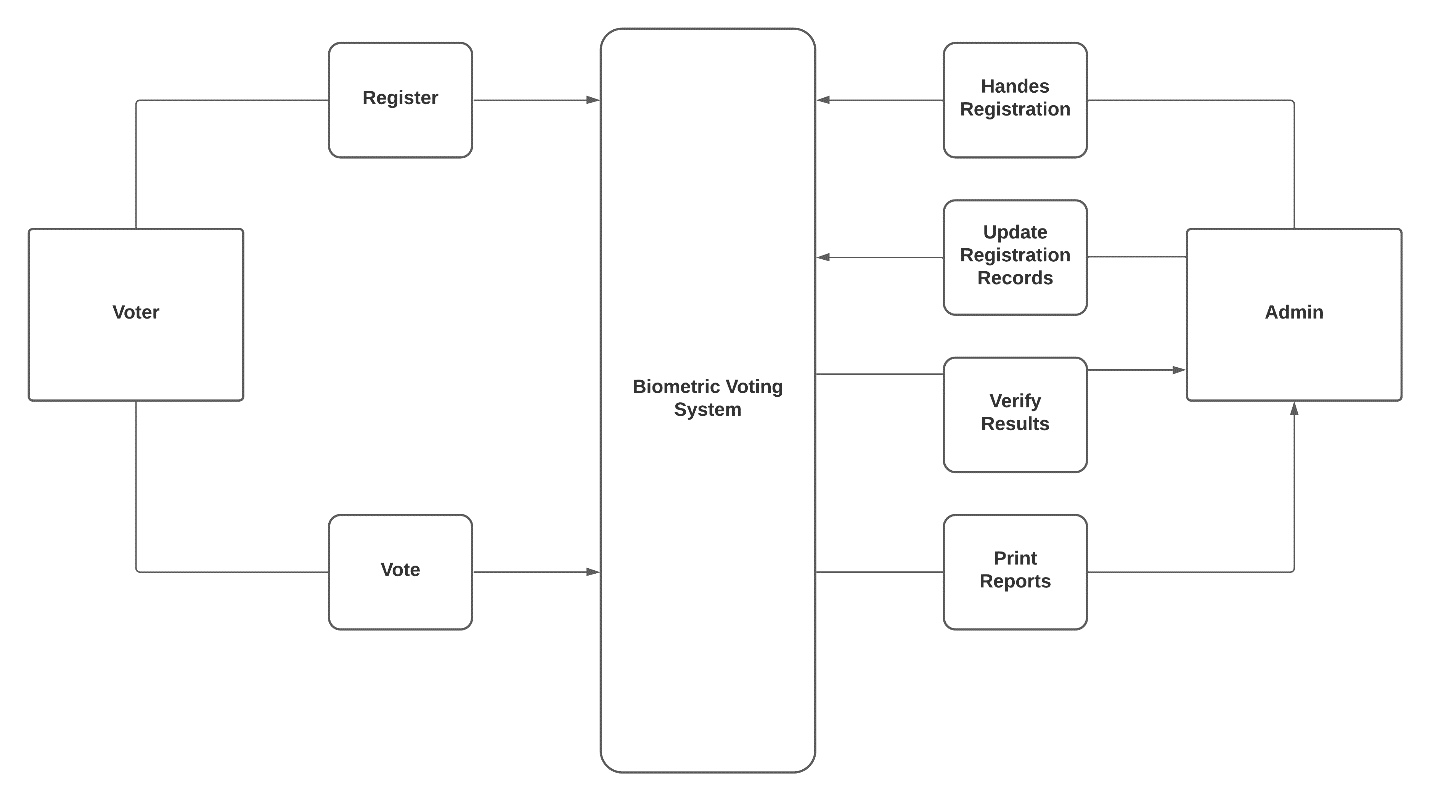 Register
Handes
Registration
Update
Registration
Records
Voter
Admin
Biometric Voting
System
Verify
Results
Vote
Print
Reports